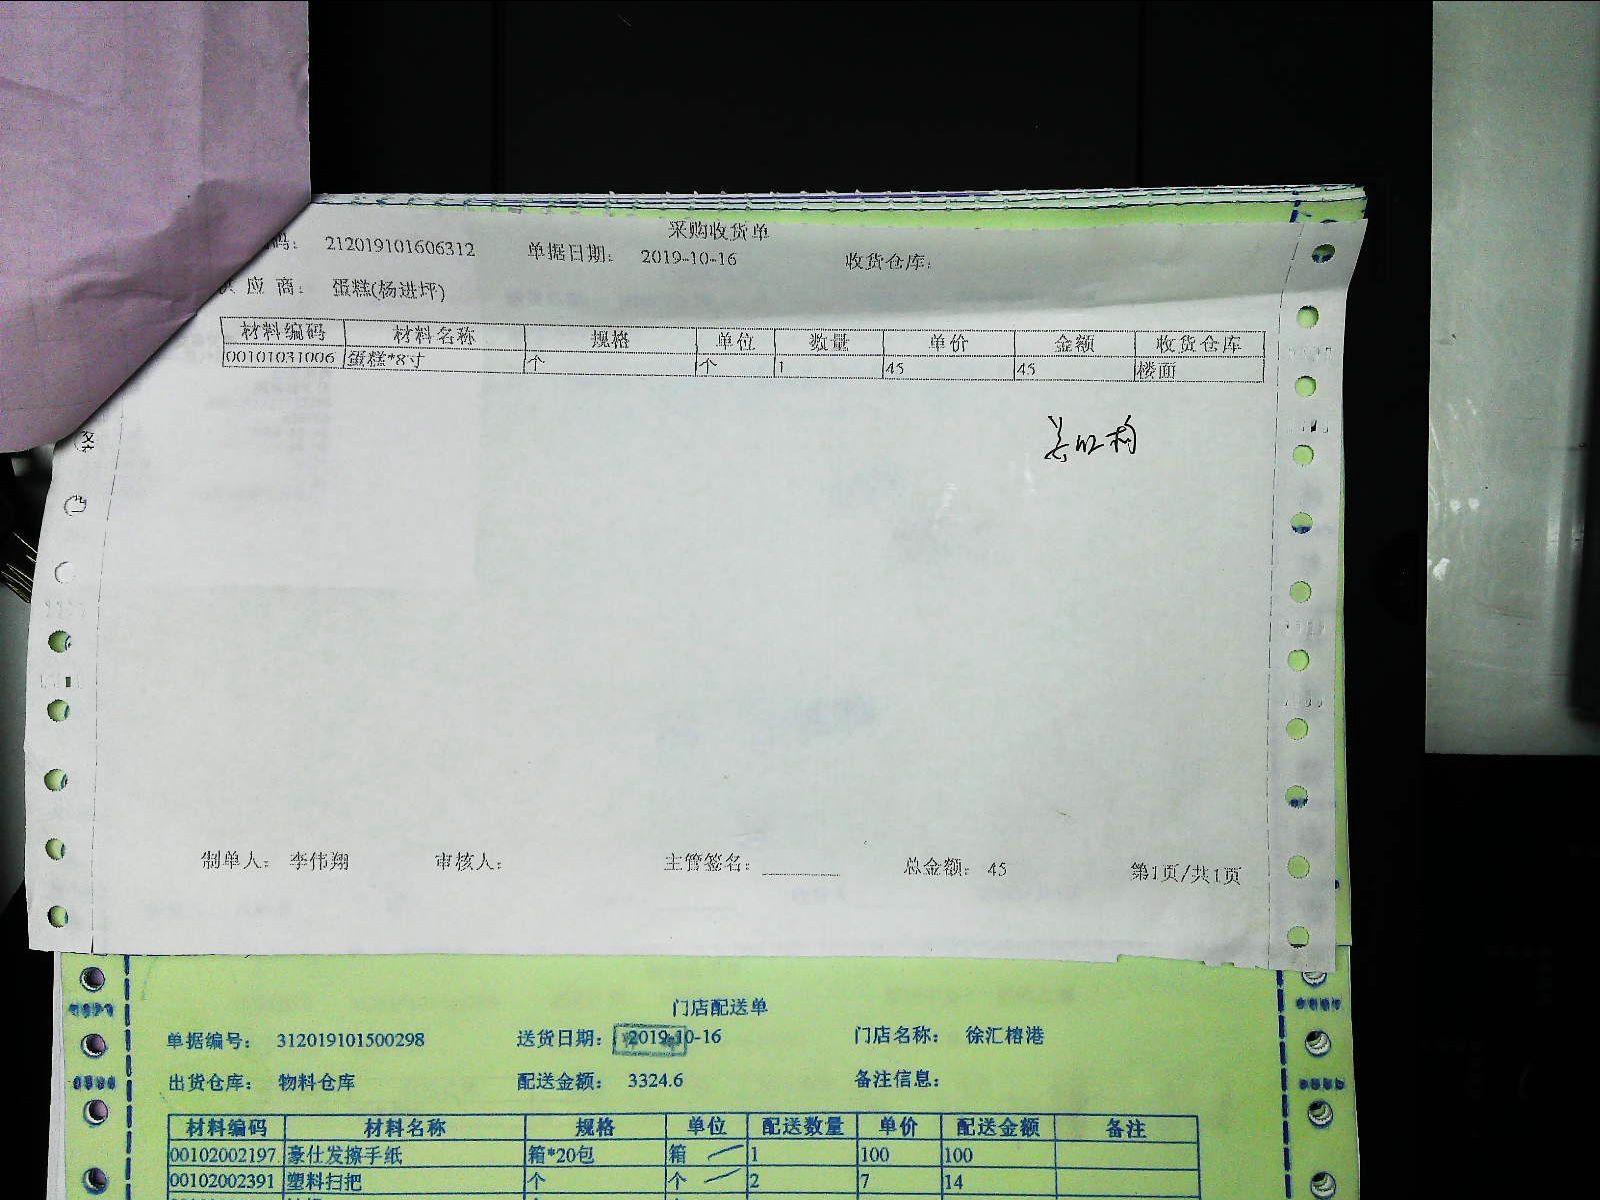 采购收货单
码： 212019101606312 单据日期： 2019-10-16 收货仓库：
供 应 商： 蛋糕(杨进坪)
材料编码 材料名称 规格 单位 数量 单价 金额 收货仓库
00101031006 蛋糕*8寸 个 个 1 45 45 楼面
制单人： 李伟翔 审核人： 主管签名： 总金额： 45 第1页/共1页
门店配送单
单据编号： 312019101500298 送货日期： 2019-10-16 门店名称： 徐汇榕港
出货仓库： 物料仓库 配送金额： 3324.6 备注信息：
材料编码 材料名称 规格 单位 配送数量 单价 配送金额 备注
00102002197 豪仕发擦手纸 箱*20包 箱 1 100 100
00102002391 塑料扫把 个 个 2 7 14